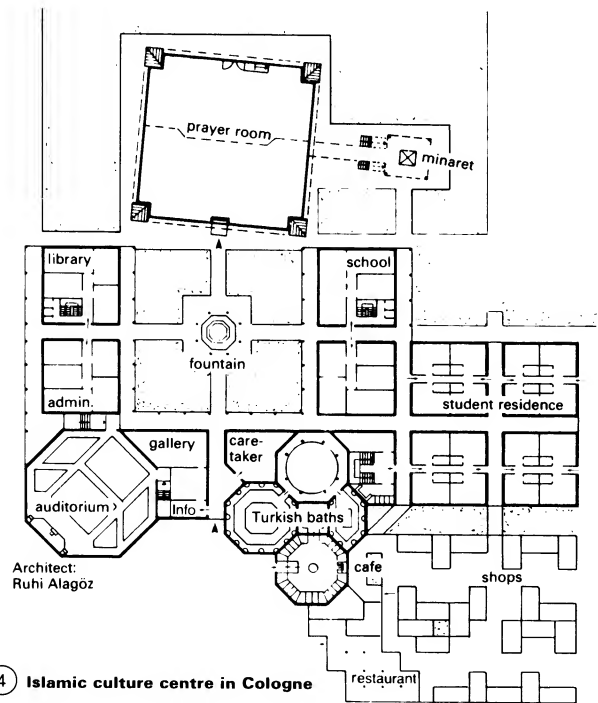 prayer room
minaret
library
school
fountain
admin.
student residence
gallery
care-
taker
auditorium
Info
Turkish baths
Architect:
Ruhi Alagöz
cafe
shops
restaurant
4 Islamic culture centre in Cologne